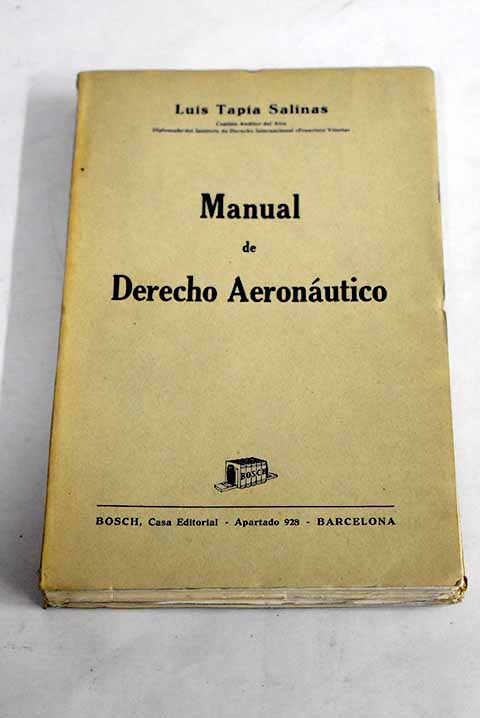 Luis Tapia Salinas
Capitán Auditor del Aire
Diplomado del Instituto de Derecho Internacional «Francisco Vitoria»
Manual
de
Derecho Aeronáutico
BOSCH
BOSCH, Casa Editorial - Apartado 928 - BARCELONA